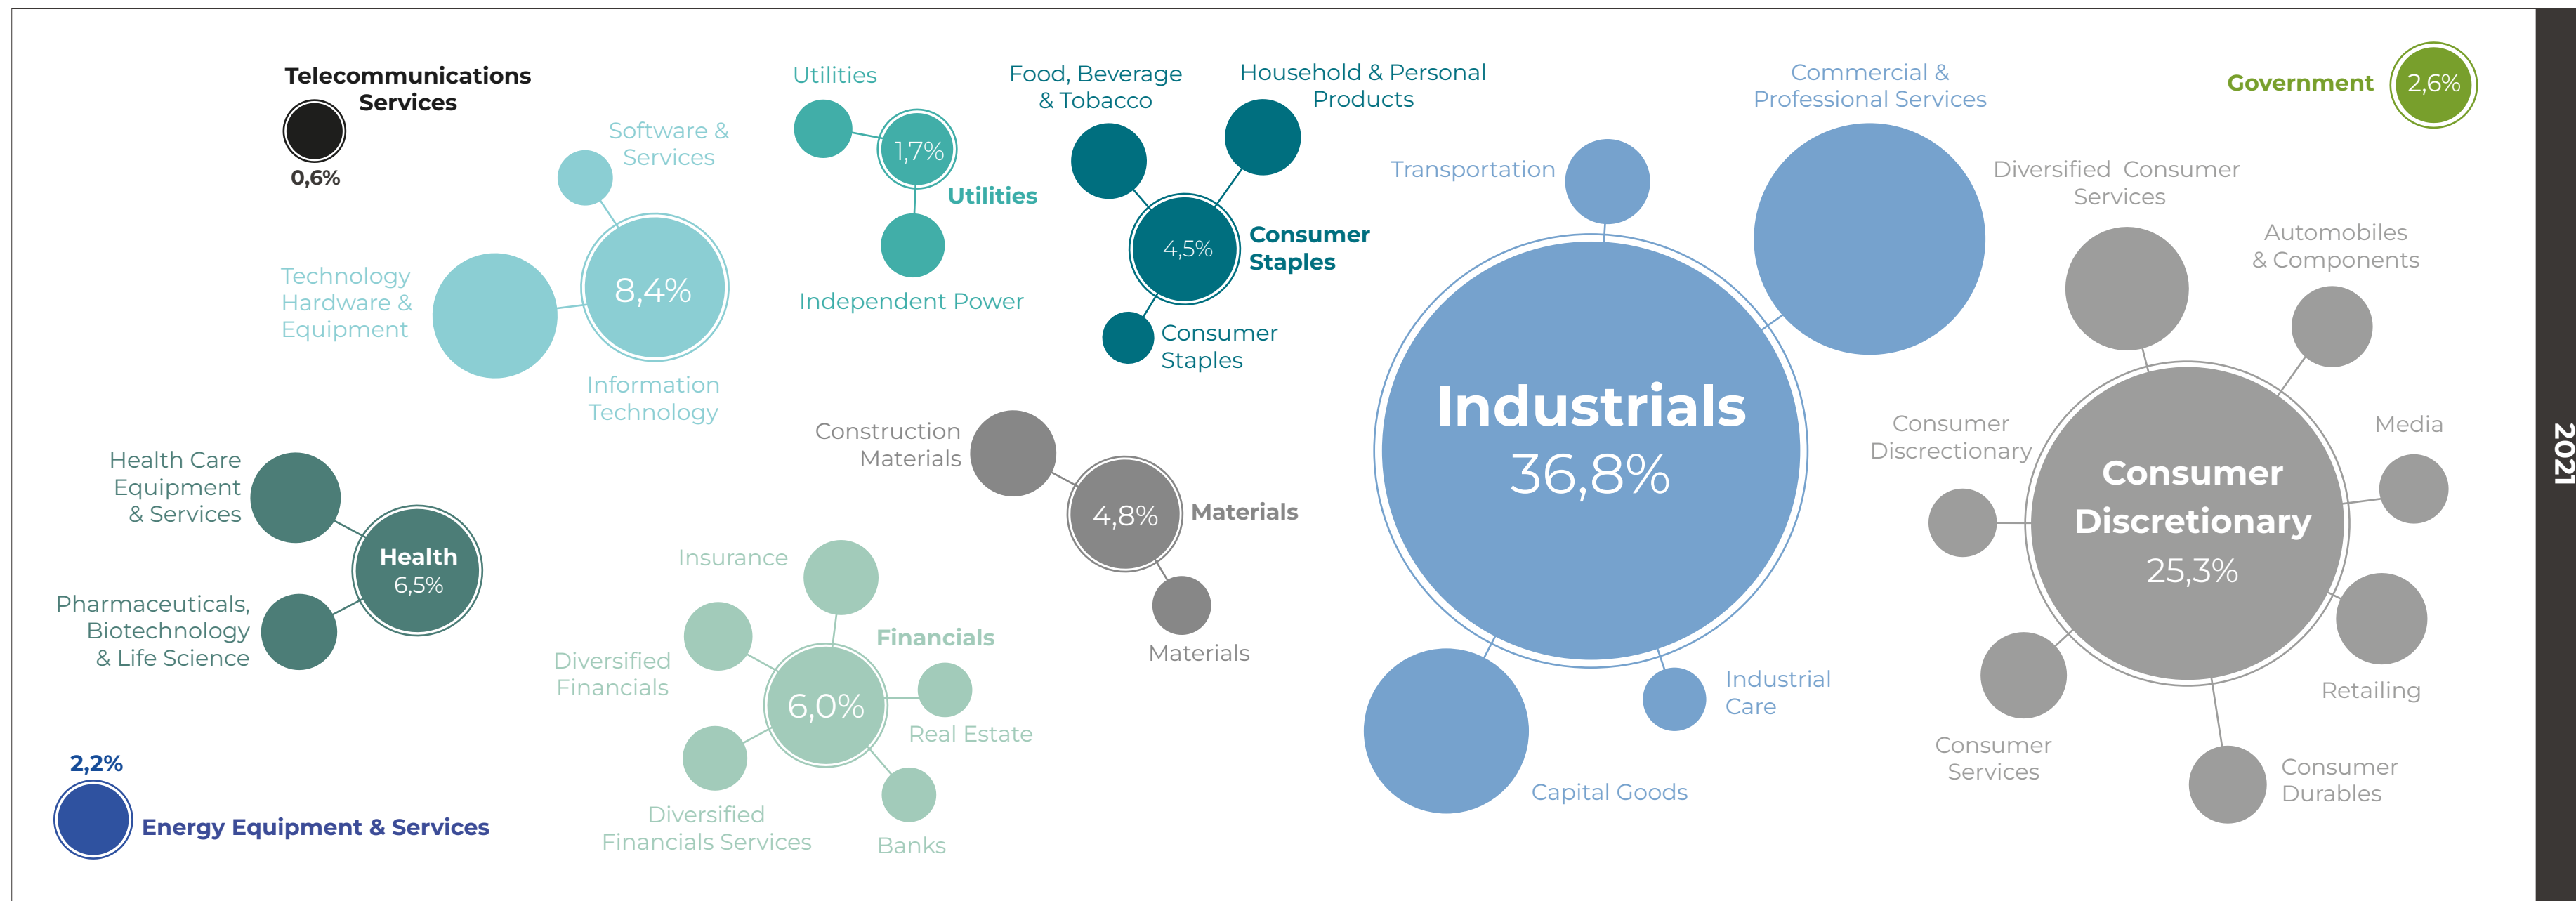 Telecommunications
Services
0,6%
Software &
Services
Technology
Hardware &
Equipment
8,4%
Information
Technology
Utilities
1,7%
Utilities
Independent Power
Food, Beverage
& Tobacco
Household & Personal
Products
4,5%
Consumer
Staples
Consumer
Staples
Health Care
Equipment
& Services
Health
6,5%
Pharmaceuticals,
Biotechnology
& Life Science
2,2%
Energy Equipment & Services
Construction
Materials
4,8%
Materials
Materials
Insurance
Financials
Diversified
Financials
6,0%
Real Estate
Diversified
Financials Services
Banks
Transportation
Commercial &
Professional Services
Industrials
36,8%
Capital Goods
Industrial
Care
Government
2,6%
Diversified Consumer
Services
Automobiles
& Components
Consumer
Discrectionary
Media
Consumer
Discretionary
25,3%
Retailing
Consumer
Services
Consumer
Durables
2021